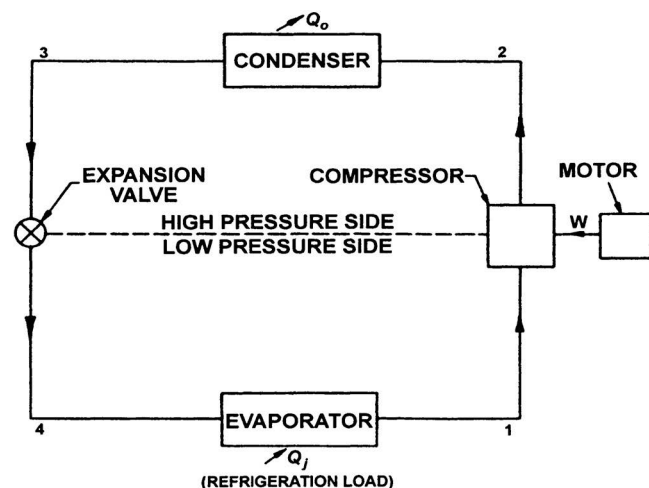 Qo
3
CONDENSER
2
EXPANSION
VALVE
COMPRESSOR
MOTOR
HIGH PRESSURE SIDE
LOW PRESSURE SIDE
W
4
EVAPORATOR
1
Qj
(REFRIGERATION LOAD)